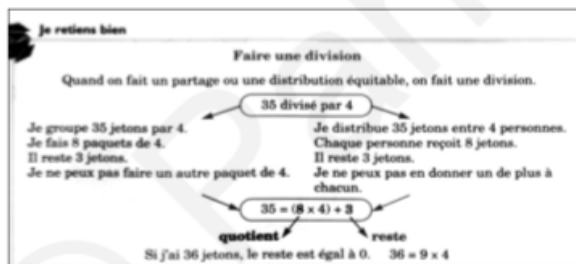 Je retiens bien
Faire une division
Quand on fait un partage ou une distribution équitable, on fait une division.
35 divisé par 4
Je groupe 35 jetons par 4.
Je fais 8 paquets de 4.
Il reste 3 jetons.
Je ne peux pas faire un autre paquet de 4.
Je distribue 35 jetons entre 4 personnes.
Chaque personne reçoit 8 jetons.
Il reste 3 jetons.
Je ne peux pas en donner un de plus à
chacun.
35 = (8 x 4) + 3
quotient reste
Si j'ai 36 jetons, le reste est égal à 0. 36 = 9 x 4